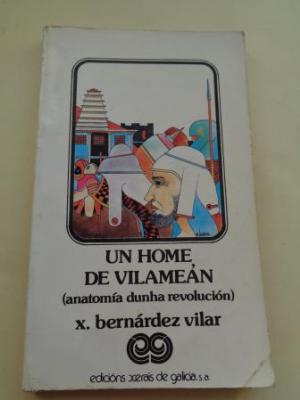 UN HOME
DE VILAMEÁN
(anatomía dunha revolución)
x. bernárdez vilar
edicións xerais de galicia, s.a.